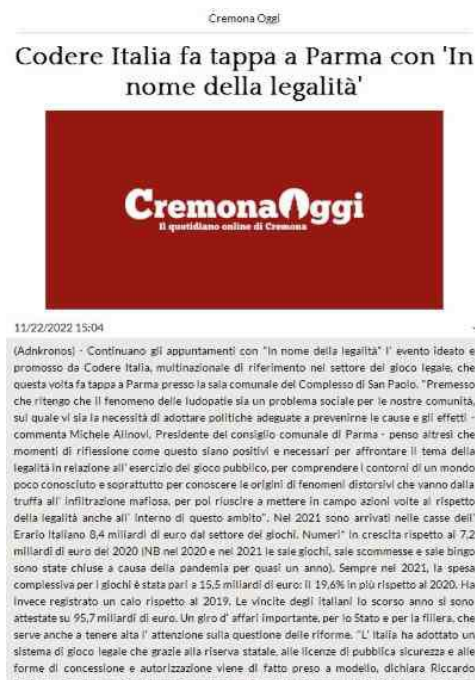 Cremona Oggi
Codere Italia fa tappa a Parma con 'In
nome della legalità'
CremonaOggi
Il quotidiano online di Cremona
11/22/2022 15:04
(Adnkronos) - Continuano gli appuntamenti con "In nome della legalità" l' evento ideato e
promosso da Codere Italia, multinazionale di riferimento nel settore del gioco legale, che
questa volta fa tappa a Parma presso la sala comunale del Complesso di San Paolo. "Premesso
che ritengo che il fenomeno delle ludopatie sia un problema sociale per le nostre comunità,
sul quale vi sia la necessità di adottare politiche adeguate a prevenirne le cause e gli effetti -
commenta Michele Alinovi, Presidente del consiglio comunale di Parma - penso altresì che
momenti di riflessione come questo siano positivi e necessari per affrontare il tema della
legalità in relazione all' esercizio del gioco pubblico, per comprendere i contorni di un mondo
poco conosciuto e soprattutto per conoscere le origini di fenomeni distorsivi che vanno dalla
truffa all' infiltrazione mafiosa, per poi riuscire a mettere in campo azioni volte al rispetto
della legalità anche all' interno di questo ambito". Nel 2021 sono arrivati nelle casse dell'
Erario Italiano 8,4 miliardi di euro dal settore dei giochi. Numeri" in crescita rispetto ai 7,2
miliardi di euro del 2020 (NB nel 2020 e nel 2021 le sale giochi, sale scommesse e sale bingo
sono state chiuse a causa della pandemia per quasi un anno). Sempre nel 2021, la spesa
complessiva per i giochi è stata pari a 15,5 miliardi di euro: il 19,6% in più rispetto al 2020. Ha
invece registrato un calo rispetto al 2019. Le vincite degli italiani lo scorso anno si sono
attestate su 95,7 miliardi di euro. Un giro d' affari importante, per lo Stato e per la filiera, che
serve anche a tenere alta l' attenzione sulla questione delle riforme. "L' Italia ha adottato un
sistema di gioco legale che grazie alla riserva statale, alle licenze di pubblica sicurezza e alle
forme di concessione e autorizzazione viene di fatto preso a modello, dichiara Riccardo